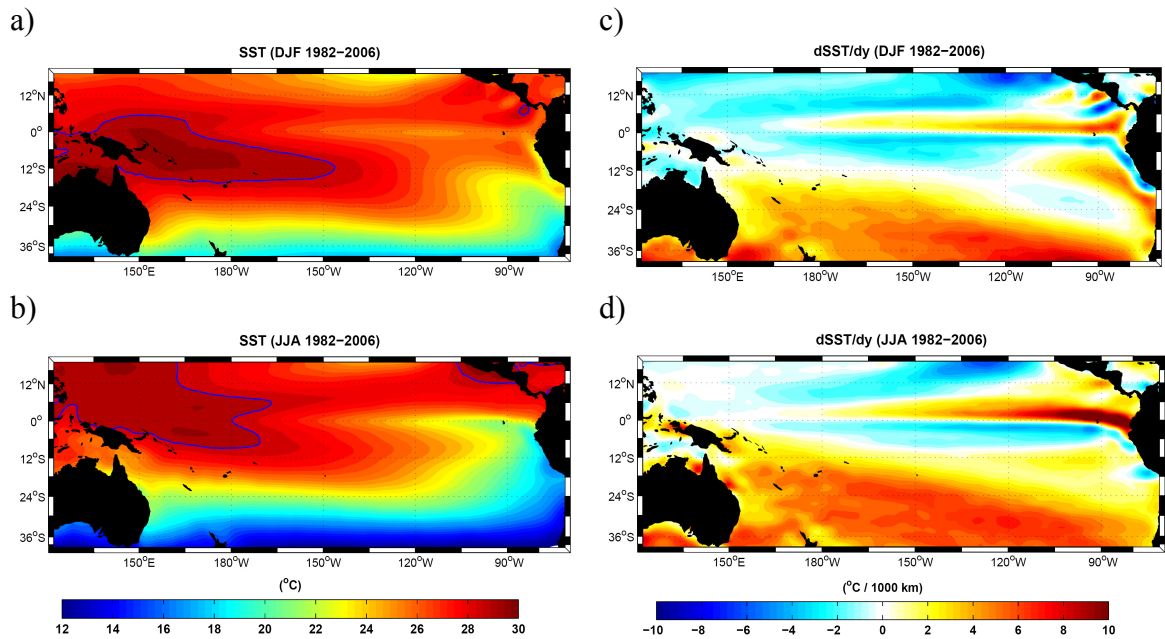 a)
SST (DJF 1982−2006)
12°N
0°
12°S
24°S
36°S
150°E 180°W 150°W 120°W 90°W
b)
SST (JJA 1982−2006)
12°N
0°
12°S
24°S
36°S
150°E 180°W 150°W 120°W 90°W
(°C)
12 14 16 18 20 22 24 26 28 30
c)
dSST/dy (DJF 1982−2006)
12°N
0°
12°S
24°S
36°S
150°E 180°W 150°W 120°W 90°W
d)
dSST/dy (JJA 1982−2006)
12°N
0°
12°S
24°S
36°S
150°E 180°W 150°W 120°W 90°W
(°C / 1000 km)
−10 −8 −6 −4 −2 0 2 4 6 8 10